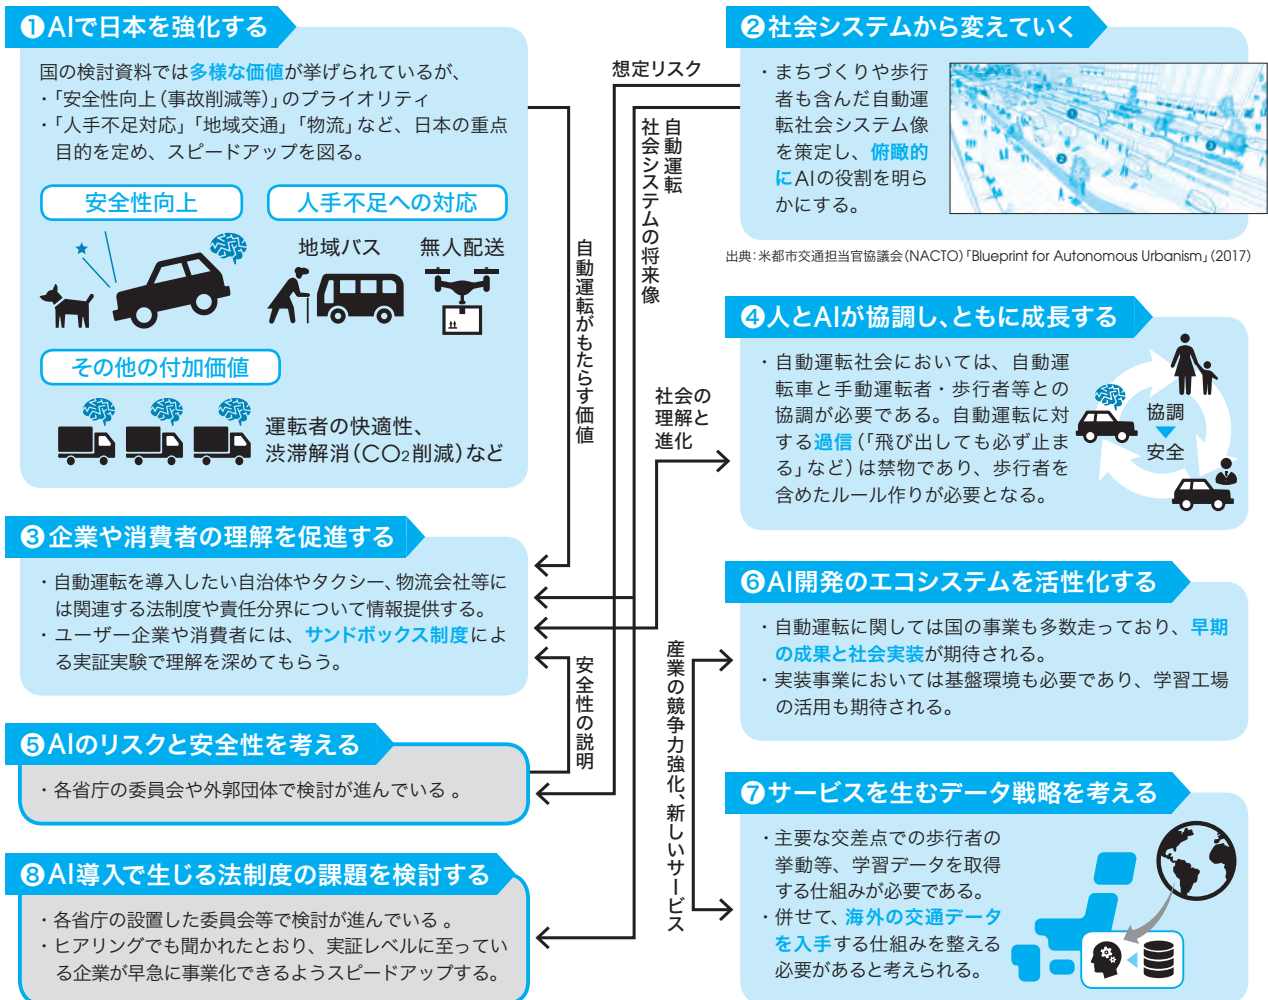 ❶AIで日本を強化する
国の検討資料では多様な価値が挙げられているが、
・「安全性向上（事故削減等）」のプライオリティ
・「人手不足対応」「地域交通」「物流」など、日本の重点
目的を定め、スピードアップを図る。
安全性向上
人手不足への対応
地域バス
無人配送
その他の付加価値
運転者の快適性、
渋滞解消（CO2削減）など
❷社会システムから変えていく
・まちづくりや歩行
者も含んだ自動運
転社会システム像
を策定し、俯瞰的
にAIの役割を明ら
かにする。
❶
❷
❸
出典：米都市交通担当官協議会（NACTO）「Blueprint for Autonomous Urbanism」（2017）
想定リスク
自動運転
社会システムの将来像
自動運転がもたらす価値
社会の
理解と
進化
❸企業や消費者の理解を促進する
・自動運転を導入したい自治体やタクシー、物流会社等に
は関連する法制度や責任分界について情報提供する。
・ユーザー企業や消費者には、サンドボックス制度によ
る実証実験で理解を深めてもらう。
❹人とAIが協調し、ともに成長する
・自動運転社会においては、自動運
転車と手動運転者・歩行者等との
協調が必要である。自動運転に対
する過信（「飛び出しても必ず止ま
る」など）は禁物であり、歩行者を
含めたルール作りが必要となる。
協調
安全
安全性の説明
産業の競争力強化、新しいサービス
❺AIのリスクと安全性を考える
・各省庁の委員会や外郭団体で検討が進んでいる 。
❻AI開発のエコシステムを活性化する
・自動運転に関しては国の事業も多数走っており、早期
の成果と社会実装が期待される。
・実装事業においては基盤環境も必要であり、学習工場
の活用も期待される。
❼サービスを生むデータ戦略を考える
・主要な交差点での歩行者の
挙動等、学習データを取得
する仕組みが必要である。
・併せて、海外の交通データ
を入手する仕組みを整える
必要があると考えられる。
❽AI導入で生じる法制度の課題を検討する
・各省庁の設置した委員会等で検討が進んでいる 。
・ヒアリングでも聞かれたとおり、実証レベルに至ってい
る企業が早急に事業化できるようスピードアップする。